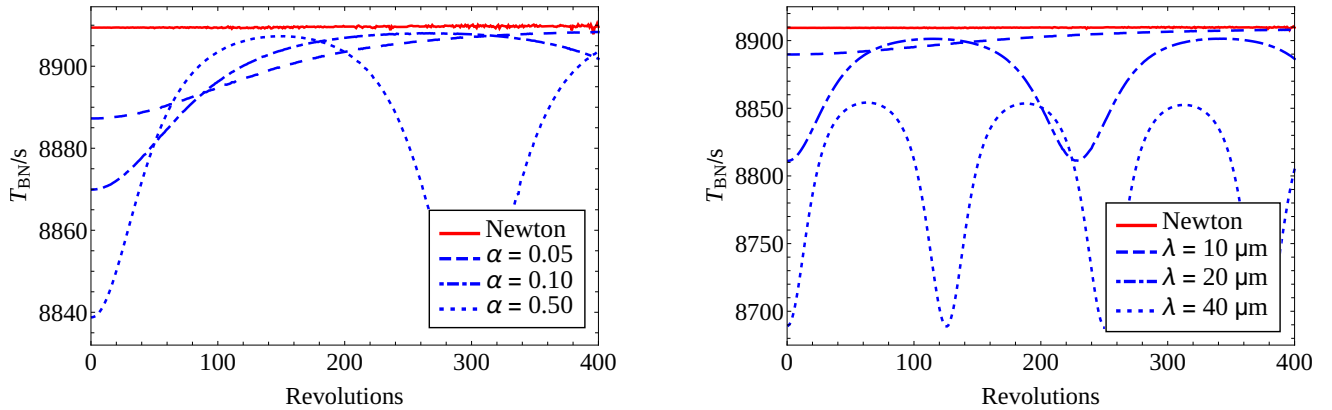 8900
8880
8860
8840
T_BN/s
0
100
200
300
400
Revolutions
Newton
α = 0.05
α = 0.10
α = 0.50
8900
8850
8800
8750
8700
T_BN/s
0
100
200
300
400
Revolutions
Newton
λ = 10 μm
λ = 20 μm
λ = 40 μm